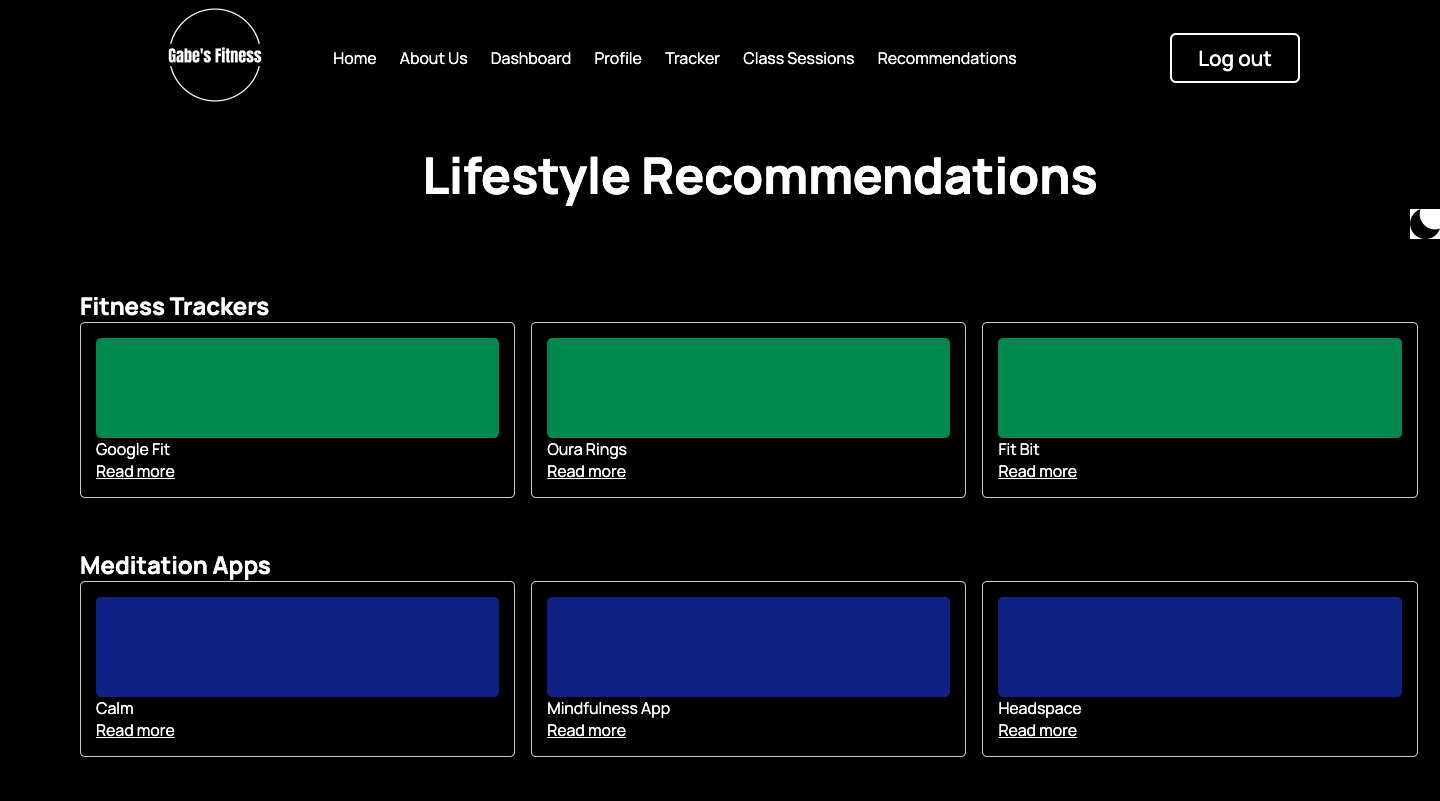 Gabe's Fitness
Home About Us Dashboard Profile Tracker Class Sessions Recommendations
Log out
Lifestyle Recommendations
Fitness Trackers
Google Fit
Read more
Oura Rings
Read more
Fit Bit
Read more
Meditation Apps
Calm
Read more
Mindfulness App
Read more
Headspace
Read more